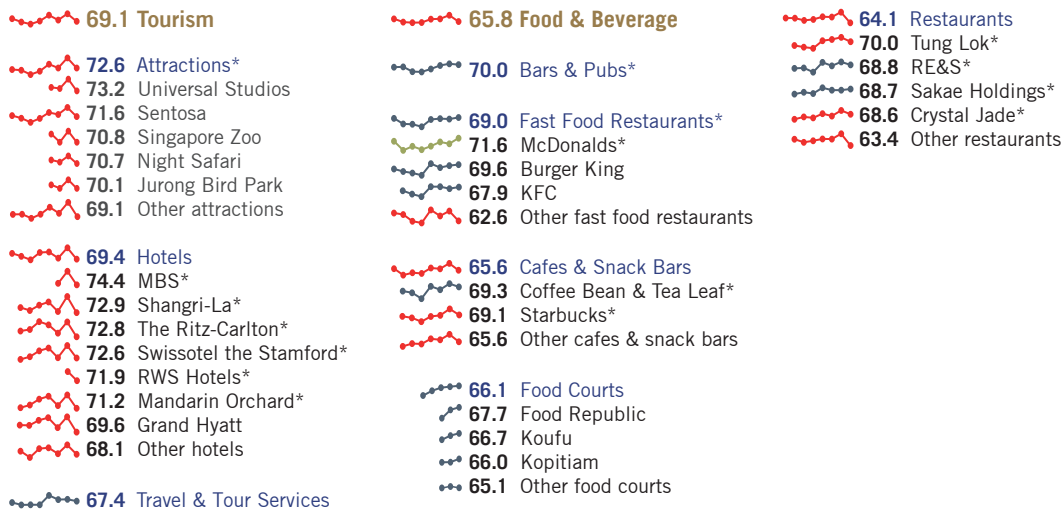 69.1 Tourism
72.6 Attractions*
73.2 Universal Studios
71.6 Sentosa
70.8 Singapore Zoo
70.7 Night Safari
70.1 Jurong Bird Park
69.1 Other attractions
69.4 Hotels
74.4 MBS*
72.9 Shangri-La*
72.8 The Ritz-Carlton*
72.6 Swissotel the Stamford*
71.9 RWS Hotels*
71.2 Mandarin Orchard*
69.6 Grand Hyatt
68.1 Other hotels
67.4 Travel & Tour Services
65.8 Food & Beverage
70.0 Bars & Pubs*
69.0 Fast Food Restaurants*
71.6 McDonalds*
69.6 Burger King
67.9 KFC
62.6 Other fast food restaurants
65.6 Cafes & Snack Bars
69.3 Coffee Bean & Tea Leaf*
69.1 Starbucks*
65.6 Other cafes & snack bars
66.1 Food Courts
67.7 Food Republic
66.7 Koufu
66.0 Kopitiam
65.1 Other food courts
64.1 Restaurants
70.0 Tung Lok*
68.8 RE&S*
68.7 Sakae Holdings*
68.6 Crystal Jade*
63.4 Other restaurants